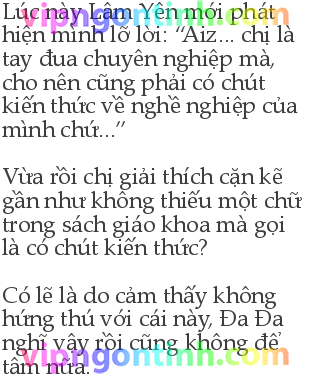 Lúc này Lâm Yên mới phát
hiện mình lỡ lời: “Aiz... chị là
tay đua chuyên nghiệp mà,
cho nên cũng phải có chút
kiến thức về nghề nghiệp của
mình chứ...”
Vừa rồi chị giải thích cặn kẽ
gần như không thiếu một chữ
trong sách giáo khoa mà gọi
là có chút kiến thức?
Có lẽ là do cảm thấy không
hứng thú với cái này, Đa Đa
nghĩ vậy rồi cũng không để
tâm nữa.
vipngontinh.com
vipngontinh.com